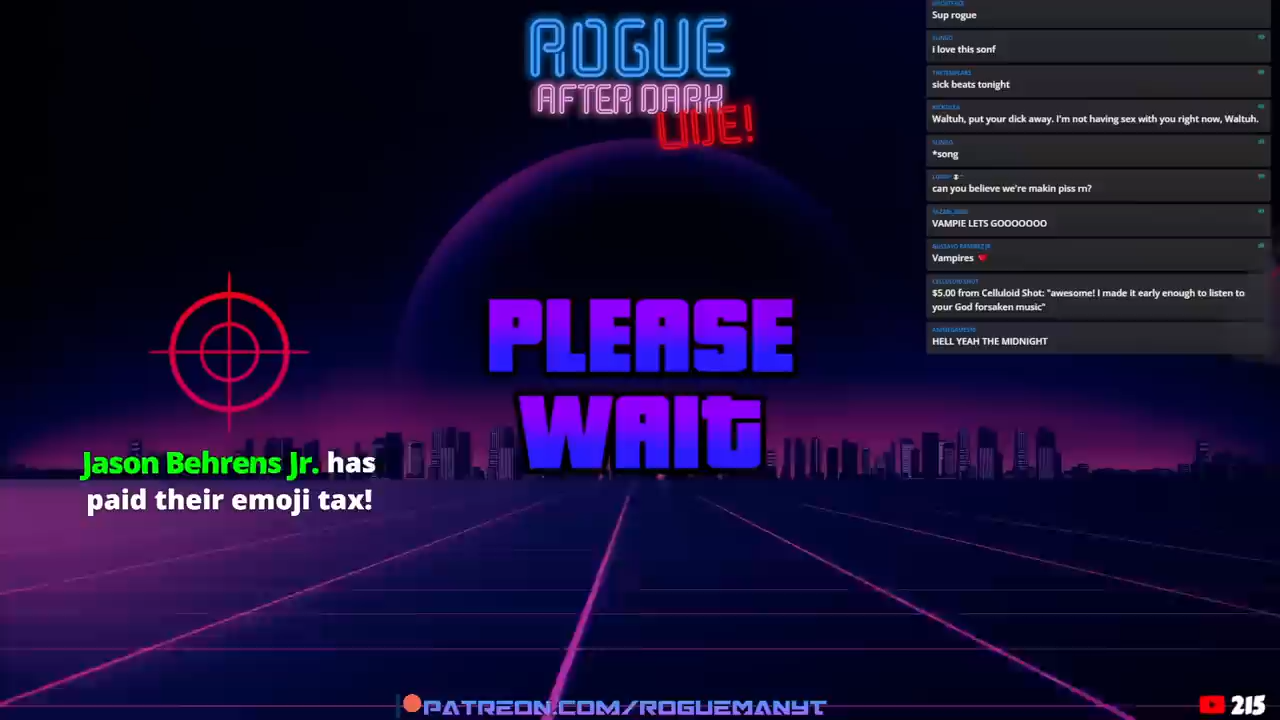 ROGUE
AFTER DARK
LIVE!
Sup rogue
i love this sonf
sick beats tonight
Waltuh, put your dick away. I'm not having sex with you right now, Waltuh.
*song
can you believe we're makin piss rn?
VAMPIE LETS GOOOOOOO
Vampires
CELLULOID SHOT
$5.00 from Celluloid Shot: "awesome! I made it early enough to listen to
your God forsaken music"
HELL YEAH THE MIDNIGHT
PLEASE
WAIt
Jason Behrens Jr. has
paid their emoji tax!
PATREON.COM/ROGUEMANYT
215